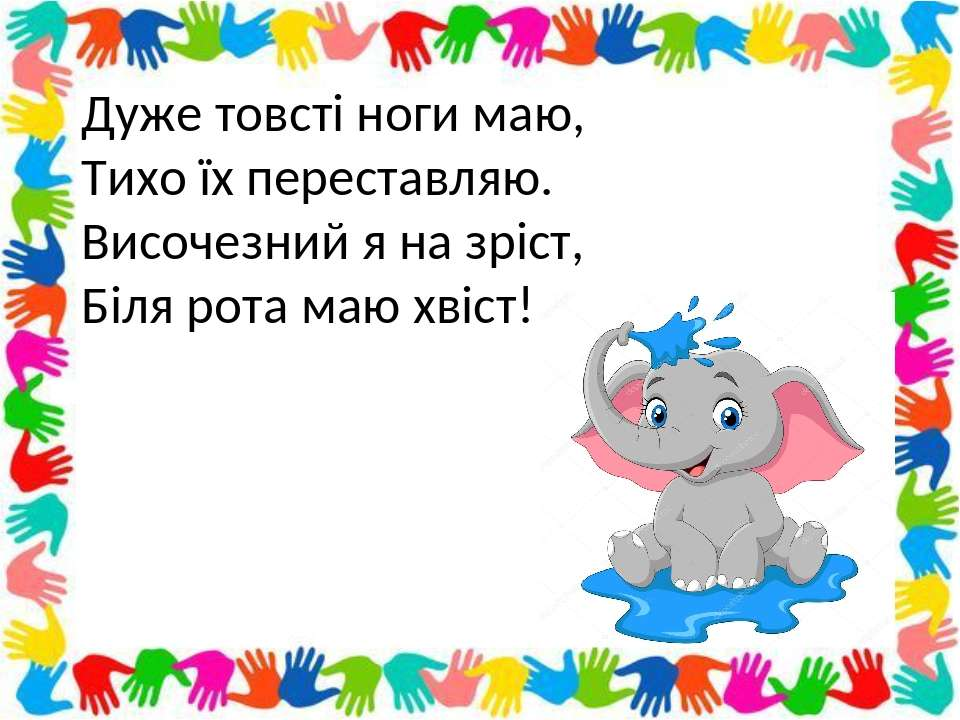 Дуже товсті ноги маю,
Тихо їх переставляю.
Височезний я на зріст,
Біля рота маю хвіст!